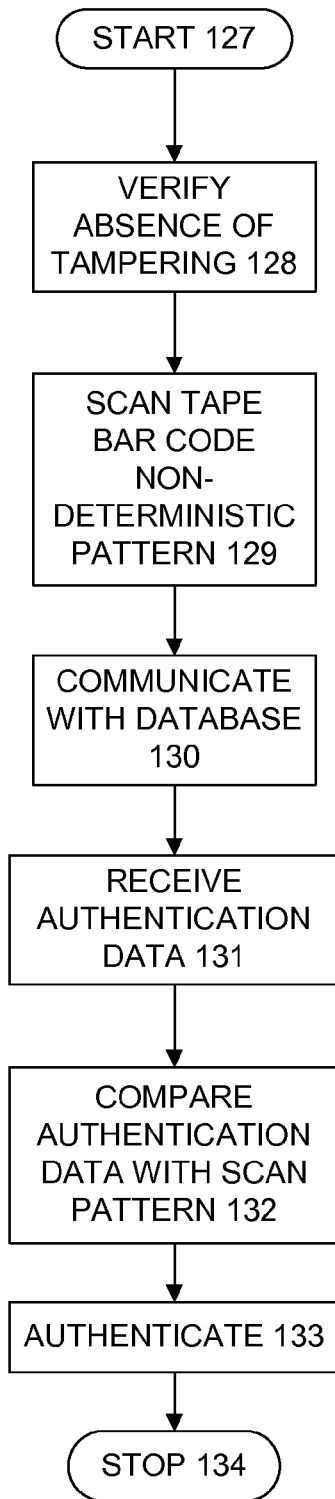 START 127
VERIFY
ABSENCE OF
TAMPERING 128
SCAN TAPE
BAR CODE
NON-
DETERMINISTIC
PATTERN 129
COMMUNICATE
WITH DATABASE
130
RECEIVE
AUTHENTICATION
DATA 131
COMPARE
AUTHENTICATION
DATA WITH SCAN
PATTERN 132
AUTHENTICATE 133
STOP 134